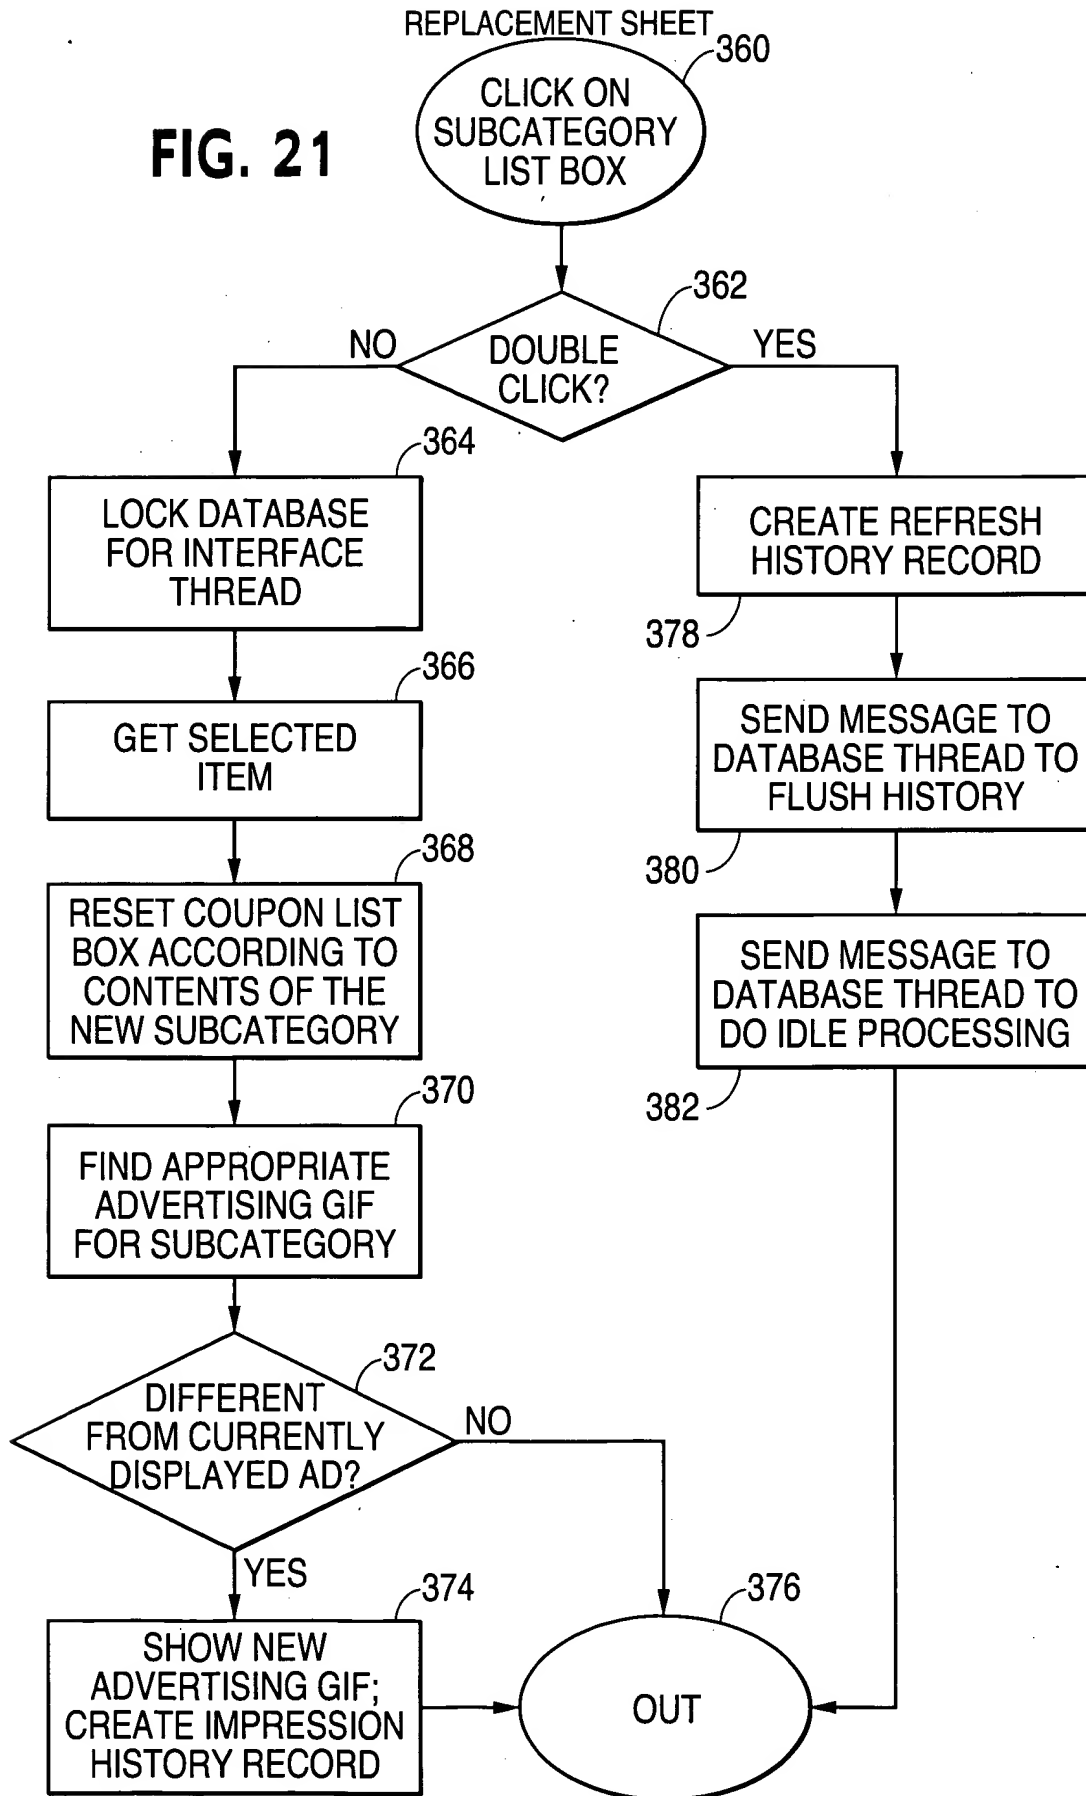 REPLACEMENT SHEET
360
CLICK ON
SUBCATEGORY
LIST BOX
FIG. 21
362
NO
DOUBLE
CLICK?
YES
364
LOCK DATABASE
FOR INTERFACE
THREAD
CREATE REFRESH
HISTORY RECORD
378
366
GET SELECTED
ITEM
SEND MESSAGE TO
DATABASE THREAD TO
FLUSH HISTORY
380
368
RESET COUPON LIST
BOX ACCORDING TO
CONTENTS OF THE
NEW SUBCATEGORY
SEND MESSAGE TO
DATABASE THREAD TO
DO IDLE PROCESSING
382
370
FIND APPROPRIATE
ADVERTISING GIF
FOR SUBCATEGORY
372
DIFFERENT
FROM CURRENTLY
DISPLAYED AD?
NO
YES
374
SHOW NEW
ADVERTISING GIF;
CREATE IMPRESSION
HISTORY RECORD
376
OUT